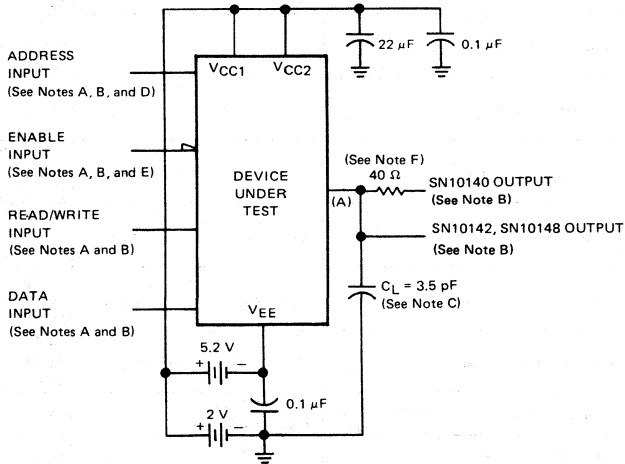 22 μF
0.1 μF
ADDRESS
INPUT
(See Notes A, B, and D)
VCC1
VCC2
ENABLE
INPUT
(See Notes A, B, and E)
DEVICE
UNDER
TEST
(See Note F)
40 Ω
(A)
SN10140 OUTPUT
(See Note B)
READ/WRITE
INPUT
(See Notes A and B)
SN10142, SN10148 OUTPUT
(See Note B)
DATA
INPUT
(See Notes A and B)
CL = 3.5 pF
(See Note C)
VEE
5.2 V
+ −
0.1 μF
2 V
+ −